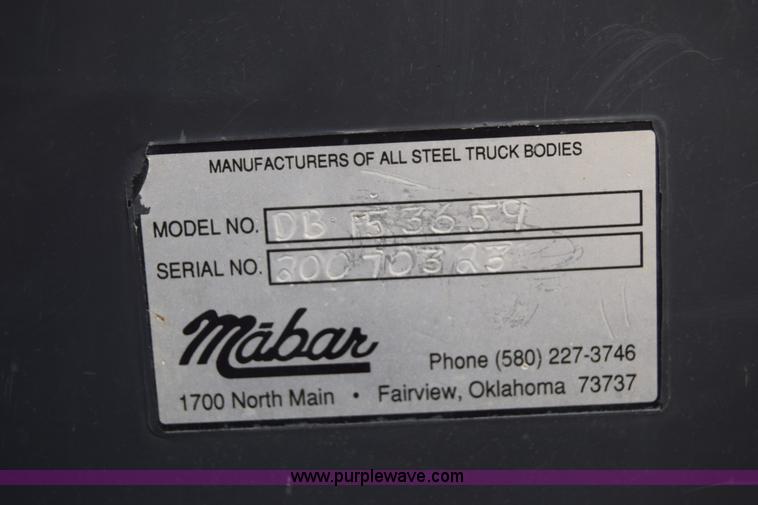 MANUFACTURERS OF ALL STEEL TRUCK BODIES
MODEL NO. DB 153659
SERIAL NO. 20070323
Mābar
Phone (580) 227-3746
1700 North Main • Fairview, Oklahoma 73737
www.purplewave.com